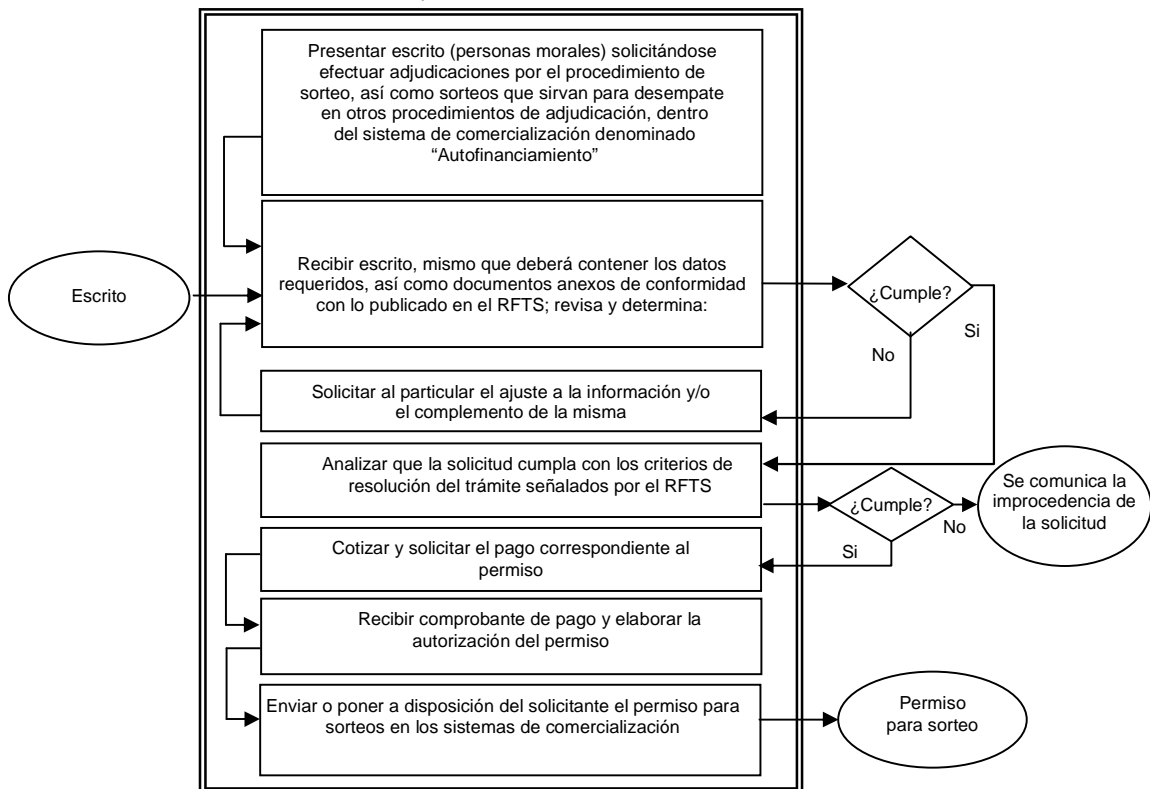 Presentar escrito (personas morales) solicitándose
efectuar adjudicaciones por el procedimiento de
sorteo, así como sorteos que sirvan para desempate
en otros procedimientos de adjudicación, dentro
del sistema de comercialización denominado
“Autofinanciamiento”
Escrito
Recibir escrito, mismo que deberá contener los datos
requeridos, así como documentos anexos de conformidad
con lo publicado en el RFTS; revisa y determina:
¿Cumple?
Si
No
Solicitar al particular el ajuste a la información y/o
el complemento de la misma
Analizar que la solicitud cumpla con los criterios de
resolución del trámite señalados por el RFTS
¿Cumple?
No
Si
Se comunica la
improcedencia de
la solicitud
Cotizar y solicitar el pago correspondiente al
permiso
Recibir comprobante de pago y elaborar la
autorización del permiso
Enviar o poner a disposición del solicitante el permiso para
sorteos en los sistemas de comercialización
Permiso
para sorteo